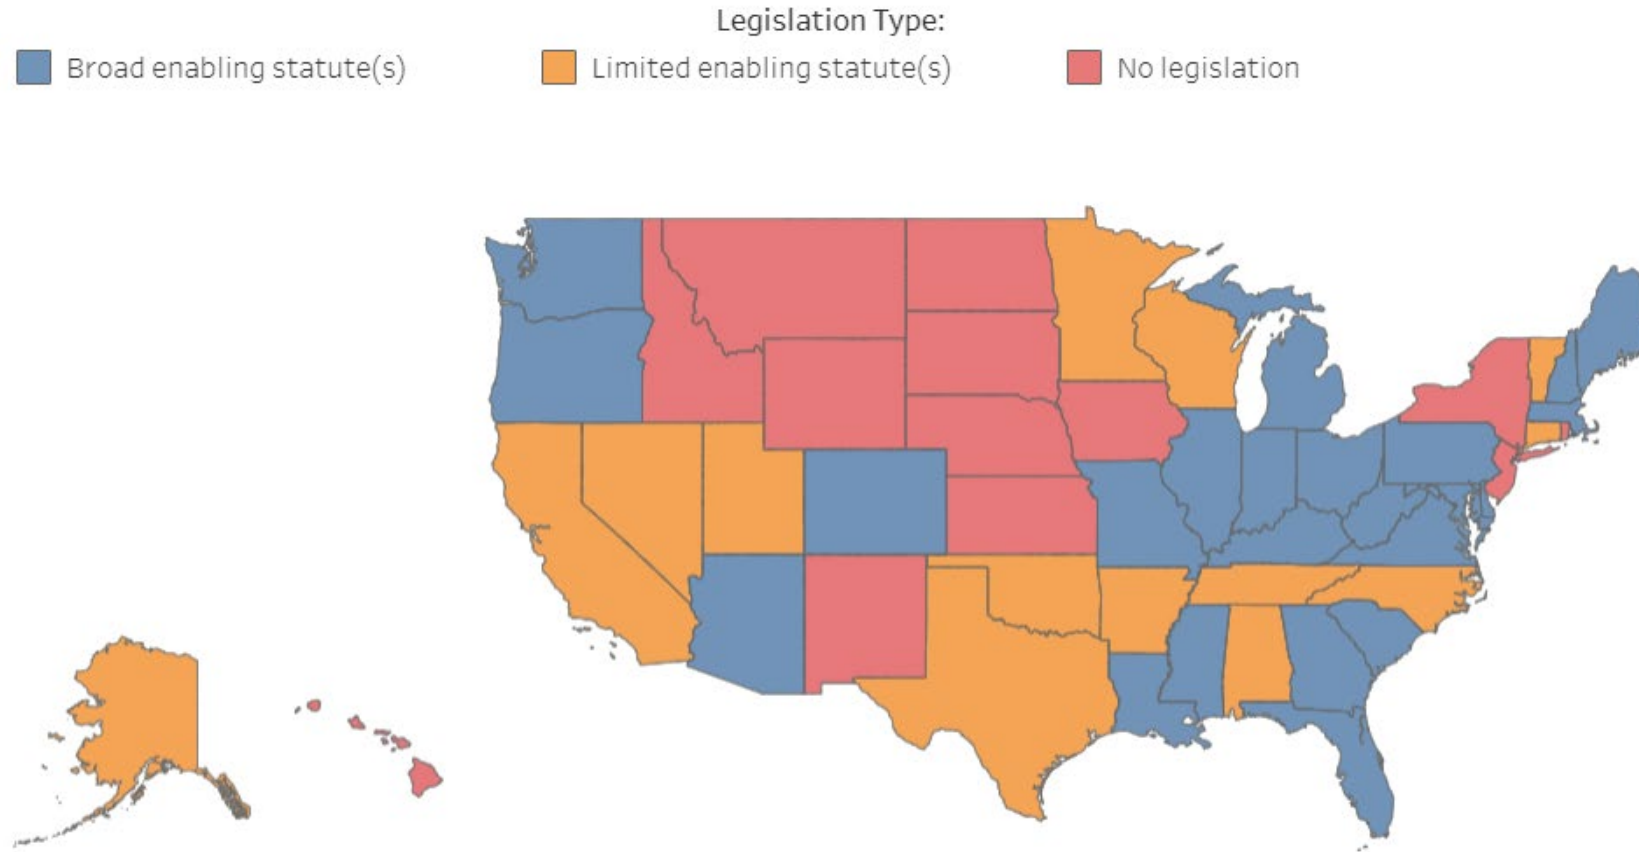 Legislation Type:
Broad enabling statute(s) Limited enabling statute(s) No legislation